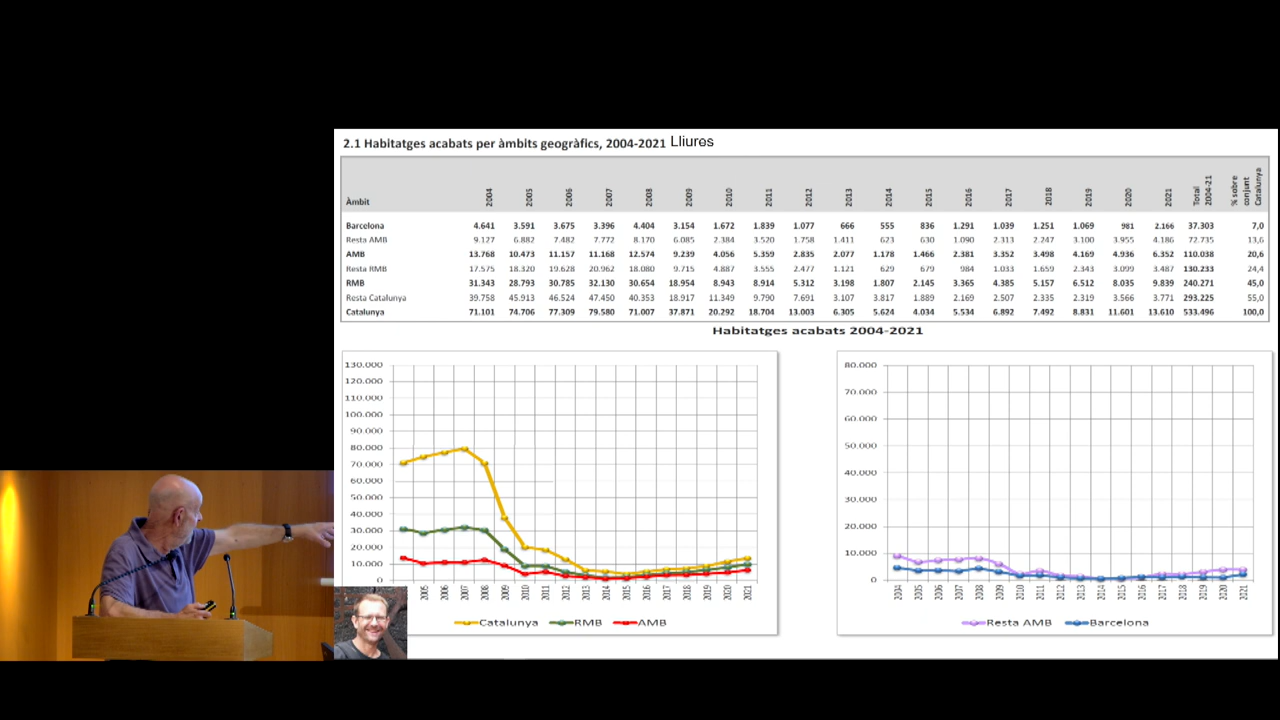 2.1 Habitatges acabats per àmbits geogràfics, 2004-2021 Lliures
Àmbit 2004 2005 2006 2007 2008 2009 2010 2011 2012 2013 2014 2015 2016 2017 2018 2019 2020 2021 Total 2004-21 % sobre conjunt Catalunya
Barcelona 4.641 3.591 3.675 3.396 4.404 3.154 1.672 1.839 1.077 666 555 836 1.291 1.039 1.251 1.069 981 2.166 37.303 7,0
Resta AMB 9.127 6.882 7.482 7.772 8.170 6.085 2.384 3.520 1.758 1.411 623 630 1.090 2.313 2.247 3.100 3.955 4.186 72.735 13,6
AMB 13.768 10.473 11.157 11.168 12.574 9.239 4.056 5.359 2.835 2.077 1.178 1.466 2.381 3.352 3.498 4.169 4.936 6.352 110.038 20,6
Resta RMB 17.575 18.320 19.628 20.962 18.080 9.715 4.887 3.555 2.477 1.121 629 679 984 1.033 1.659 2.343 3.099 3.487 130.233 24,4
RMB 31.343 28.793 30.785 32.130 30.654 18.954 8.943 8.914 5.312 3.198 1.807 2.145 3.365 4.385 5.157 6.512 8.035 9.839 240.271 45,0
Resta Catalunya 39.758 45.913 46.524 47.450 40.353 18.917 11.349 9.790 7.691 3.107 3.817 1.889 2.169 2.507 2.335 2.319 3.566 3.771 293.225 55,0
Catalunya 71.101 74.706 77.309 79.580 71.007 37.871 20.292 18.704 13.003 6.305 5.624 4.034 5.534 6.892 7.492 8.831 11.601 13.610 533.496 100,0
Habitatges acabats 2004-2021
130.000
120.000
110.000
100.000
90.000
80.000
70.000
60.000
50.000
40.000
30.000
20.000
10.000
0
2005 2006 2007 2008 2009 2010 2011 2012 2013 2014 2015 2016 2017 2018 2019 2020 2021
Catalunya RMB AMB
80.000
70.000
60.000
50.000
40.000
30.000
20.000
10.000
0
2004 2005 2006 2007 2008 2009 2010 2011 2012 2013 2014 2015 2016 2017 2018 2019 2020 2021
Resta AMB Barcelona